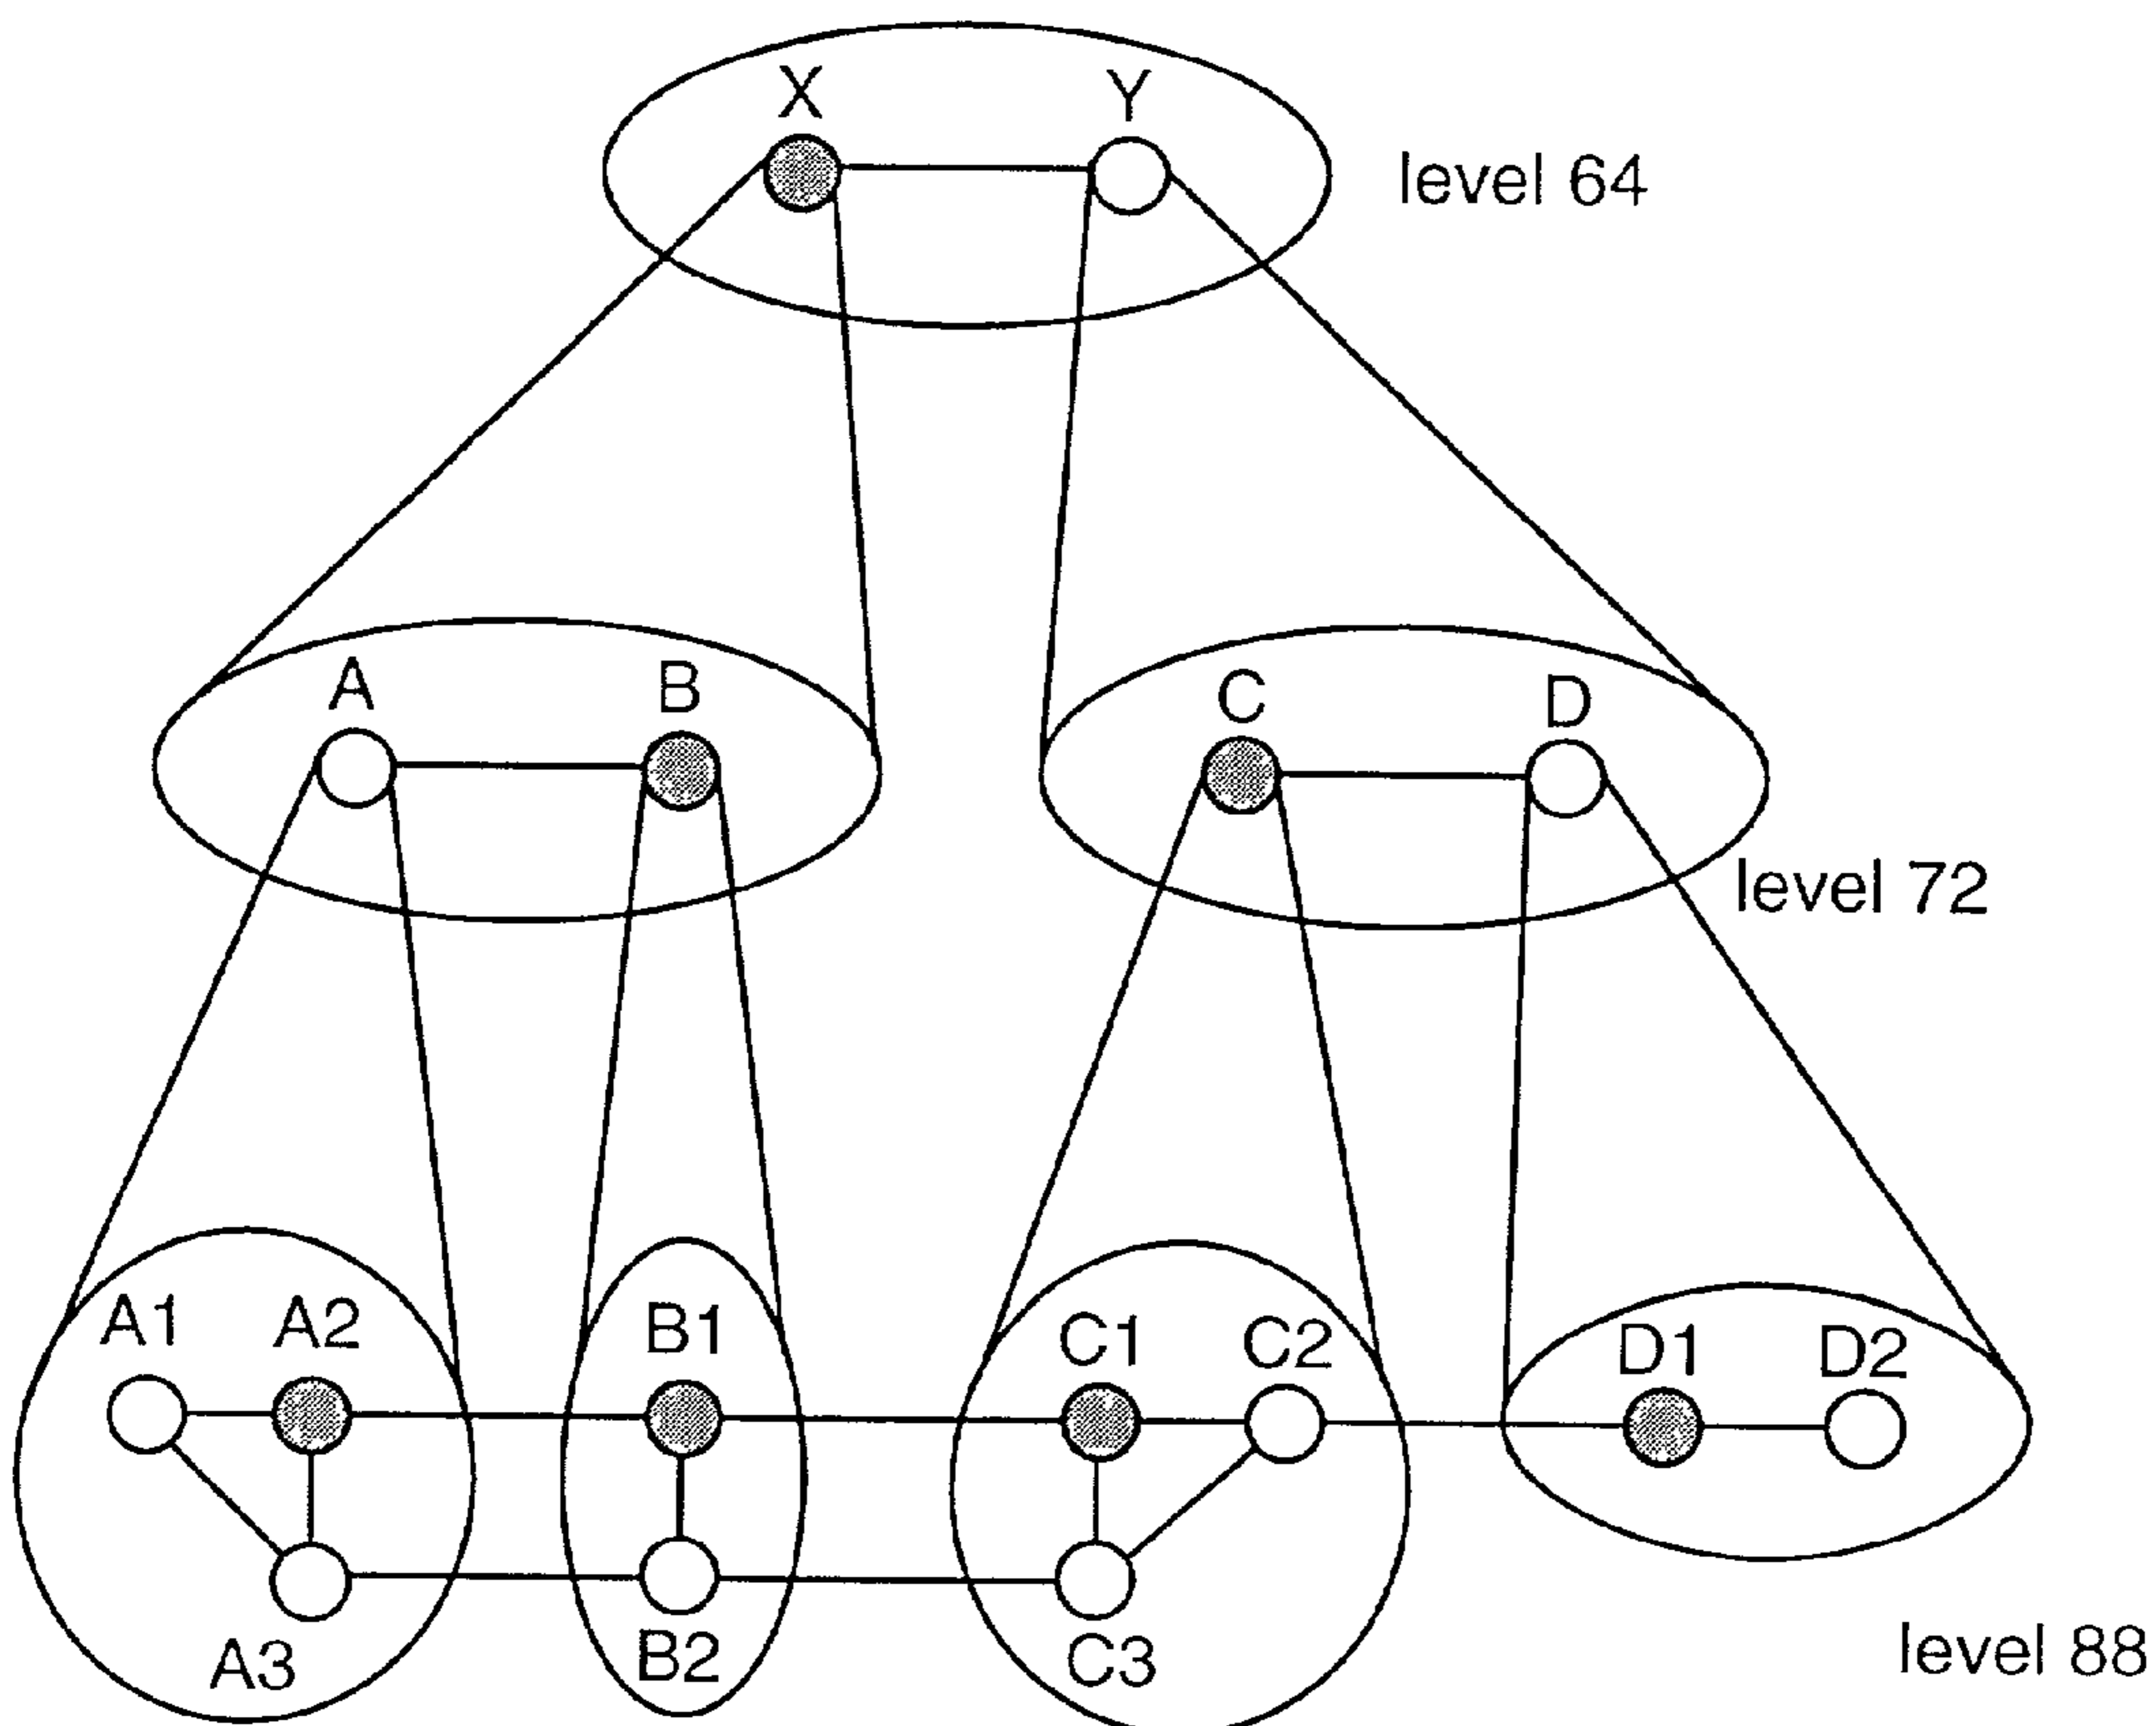 X Y
level 64
A B C D
level 72
A1 A2 B1 C1 C2 D1 D2
A3 B2 C3
level 88